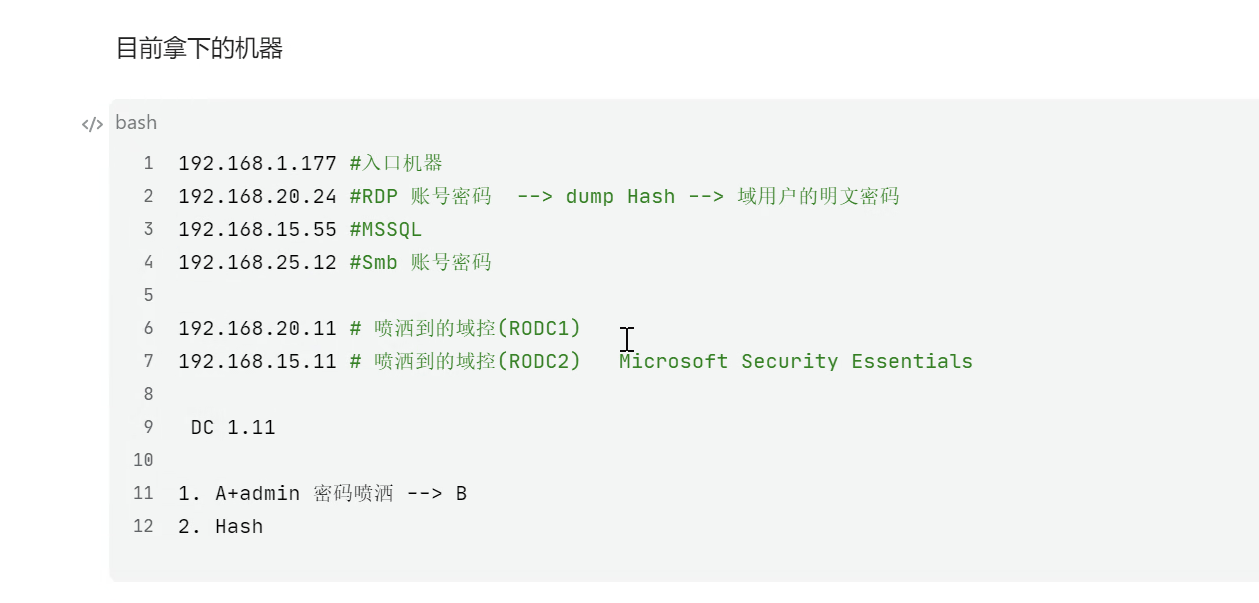 目前拿下的机器
</> bash
1 192.168.1.177 #入口机器
2 192.168.20.24 #RDP 账号密码 --> dump Hash --> 域用户的明文密码
3 192.168.15.55 #MSSQL
4 192.168.25.12 #Smb 账号密码
5
6 192.168.20.11 # 喷洒到的域控(RODC1)
7 192.168.15.11 # 喷洒到的域控(RODC2) Microsoft Security Essentials
8
9 DC 1.11
10
11 1. A+admin 密码喷洒 --> B
12 2. Hash